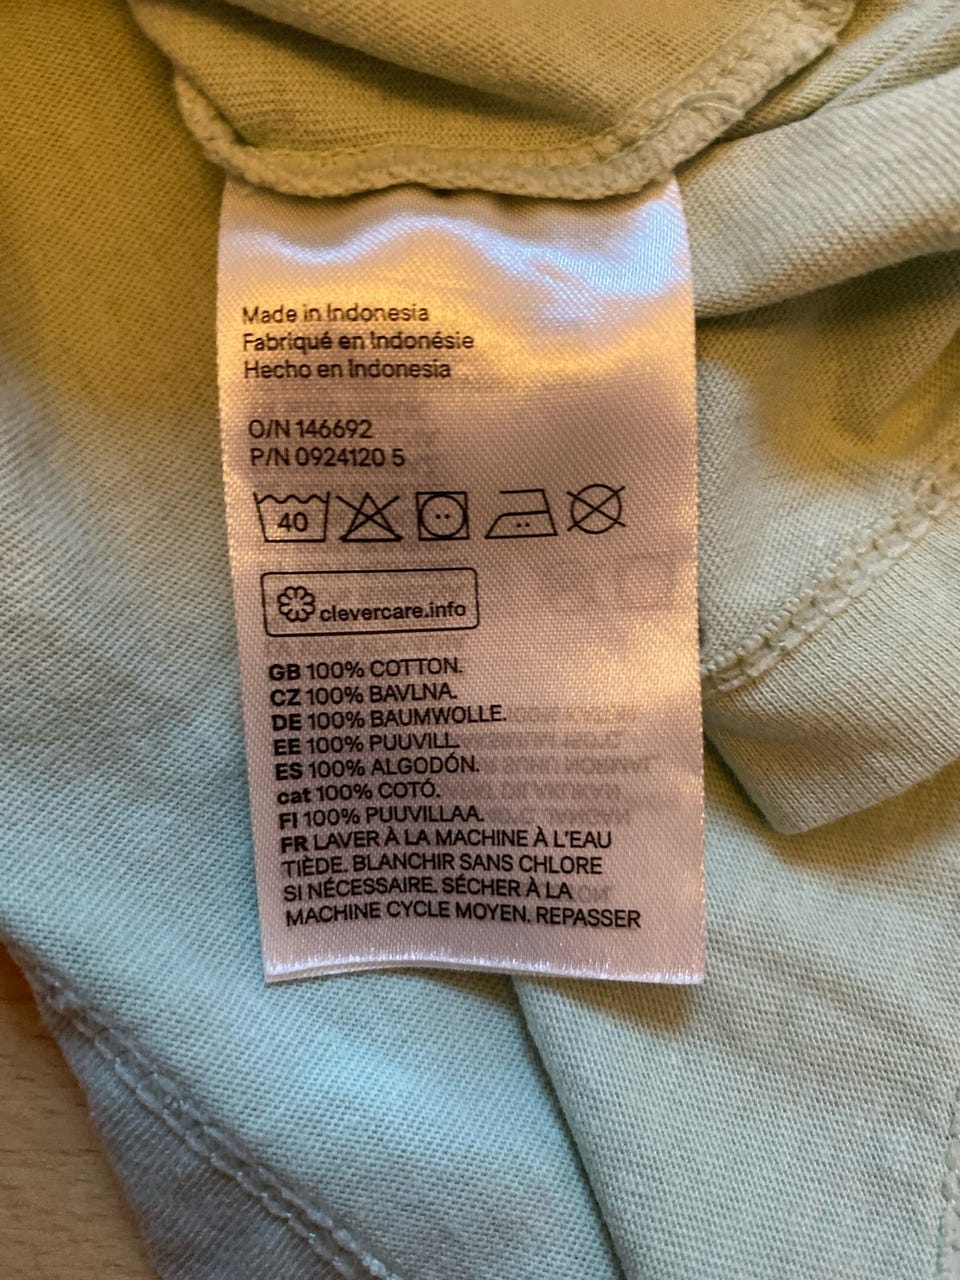 Made in Indonesia
Fabriqué en Indonésie
Hecho en Indonesia
O/N 146692
P/N 0924120 5
40
clevercare.info
GB 100% COTTON.
CZ 100% BAVLNA.
DE 100% BAUMWOLLE.
EE 100% PUUVILL.
ES 100% ALGODÓN.
cat 100% COTÓ.
FI 100% PUUVILLAA.
FR LAVER À LA MACHINE À L'EAU
TIÈDE. BLANCHIR SANS CHLORE
SI NÉCESSAIRE. SÉCHER À LA
MACHINE CYCLE MOYEN. REPASSER